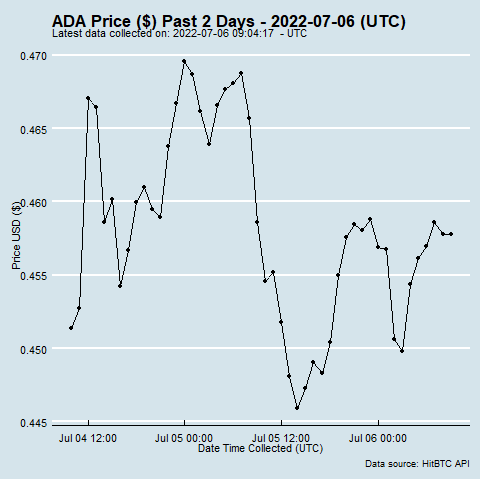 ADA Price ($) Past 2 Days - 2022-07-06 (UTC)
Latest data collected on: 2022-07-06 09:04:17 - UTC
0.470
0.465
0.460
0.455
0.450
0.445
Price USD ($)
Jul 04 12:00 Jul 05 00:00 Jul 05 12:00 Jul 06 00:00
Date Time Collected (UTC)
Data source: HitBTC API